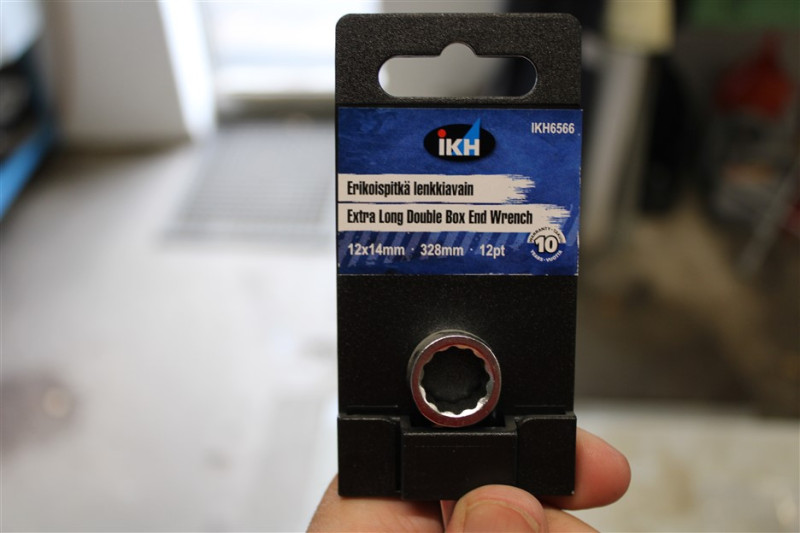 IKH6566
iKH
Erikoispitkä lenkkiavain
Extra Long Double Box End Wrench
12x14mm · 328mm · 12pt
10